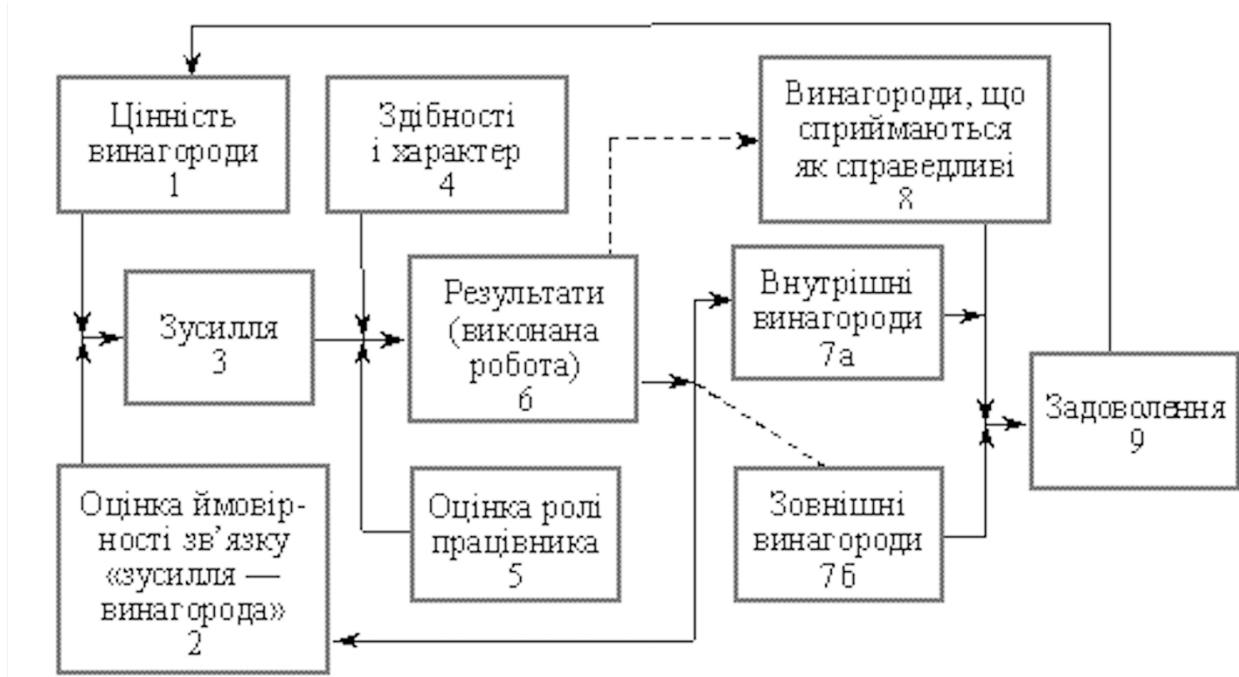 Цінність
винагороди
1
Здібності
і характер
4
Винагороди, що
сприймаються
як справедливі
8
Зусилля
3
Результати
(виконана
робота)
6
Внутрішні
винагороди
7а
Задоволення
9
Оцінка ймовір-
ності зв’язку
«зусилля —
винагорода»
2
Оцінка ролі
працівника
5
Зовнішні
винагороди
7б